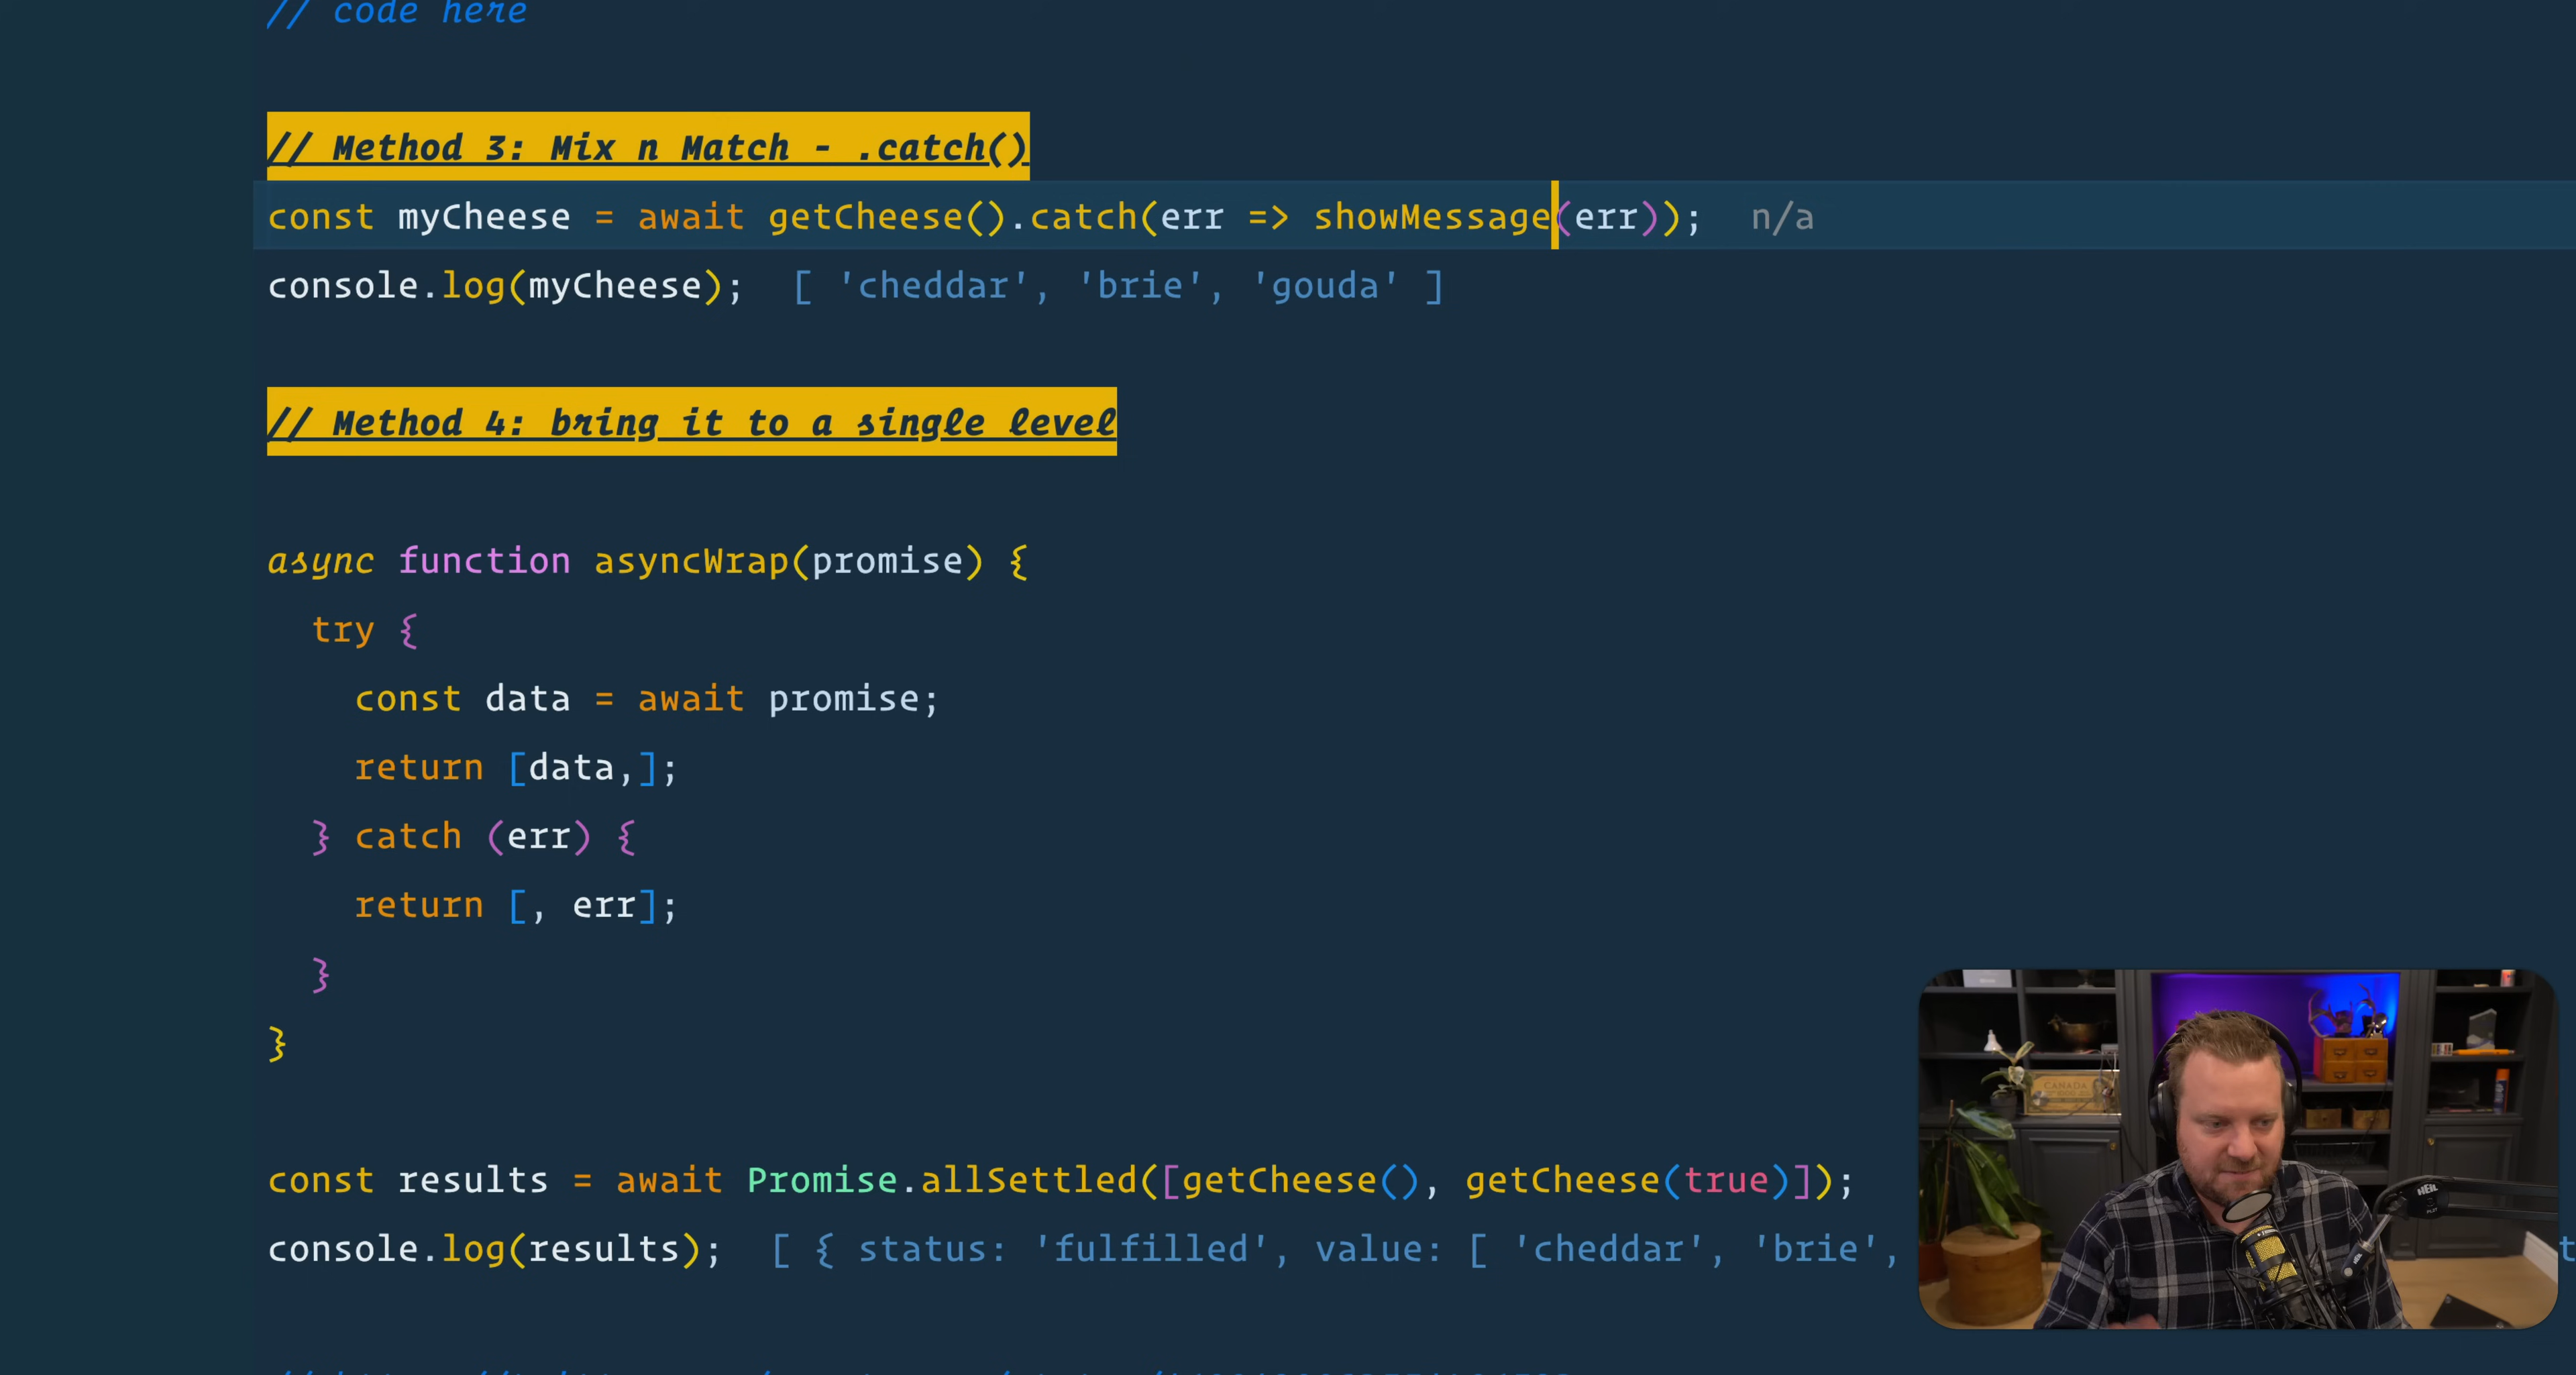 // code here
// Method 3: Mix n Match - .catch()
const myCheese = await getCheese().catch(err => showMessage(err)); n/a
console.log(myCheese); [ 'cheddar', 'brie', 'gouda' ]
// Method 4: bring it to a single level
async function asyncWrap(promise) {
try {
const data = await promise;
return [data,];
} catch (err) {
return [, err];
}
}
const results = await Promise.allSettled([getCheese(), getCheese(true)]);
console.log(results); [ { status: 'fulfilled', value: [ 'cheddar', 'brie',
CANADA
HEIL